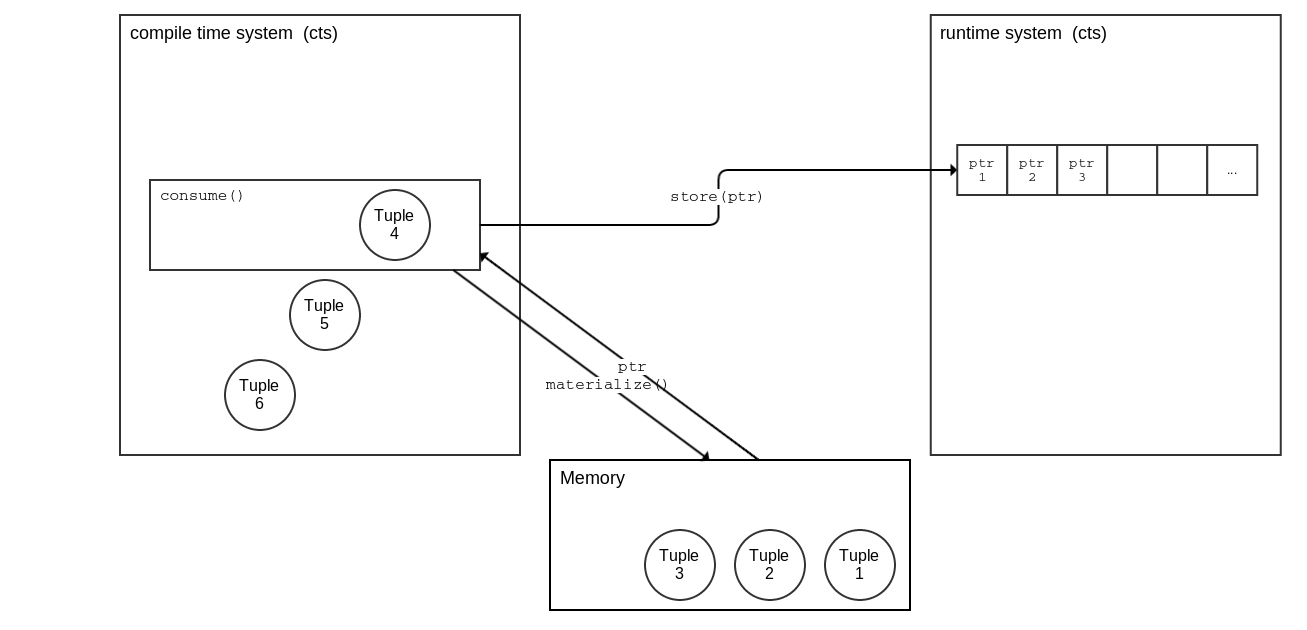 compile time system  (cts)
runtime system  (cts)
ptr
1
ptr
2
ptr
3
...
consume()
Tuple
4
store(ptr)
Tuple
5
Tuple
6
ptr
materialize()
Memory
Tuple
3
Tuple
2
Tuple
1